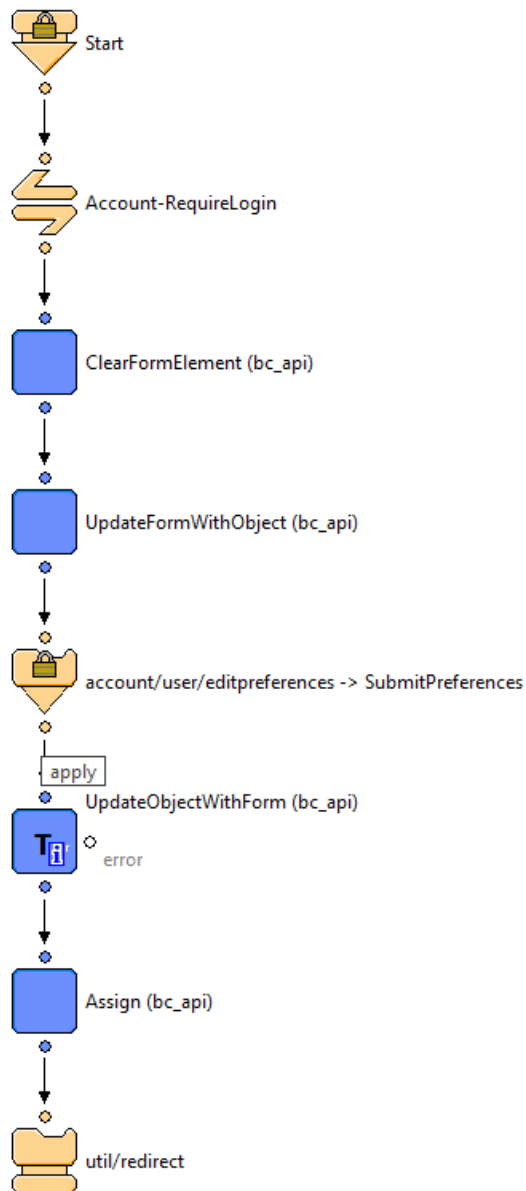 Start
Account-RequireLogin
ClearFormElement (bc_api)
UpdateFormWithObject (bc_api)
account/user/editpreferences -> SubmitPreferences
apply
UpdateObjectWithForm (bc_api)
T
i
error
Assign (bc_api)
util/redirect